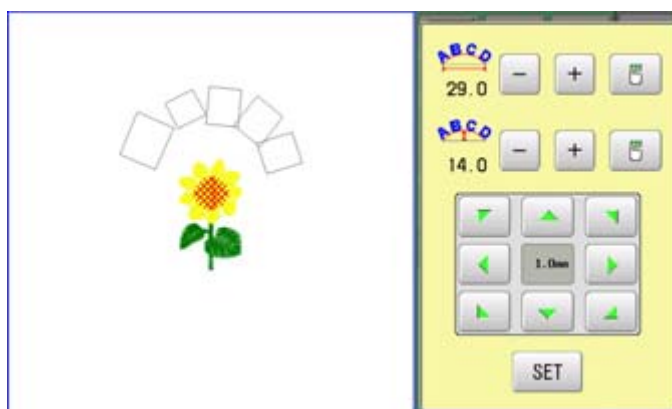 ABCD
29.0 - +
ABCD
14.0 - +
1.0mm
SET